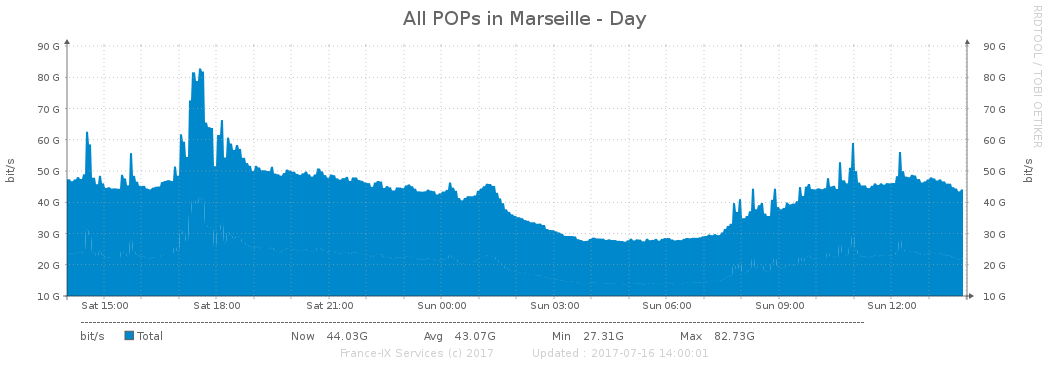 All POPs in Marseille - Day
RRDTOOL / TOBI OETIKER
90 G 90 G
80 G 80 G
70 G 70 G
60 G 60 G
50 G 50 G
40 G 40 G
30 G 30 G
20 G 20 G
10 G 10 G
bit/s
bit/s
Sat 15:00 Sat 18:00 Sat 21:00 Sun 00:00 Sun 03:00 Sun 06:00 Sun 09:00 Sun 12:00
bit/s Total Now 44.03G Avg 43.07G Min 27.31G Max 82.73G
France-IX Services (c) 2017 Updated : 2017-07-16 14:00:01